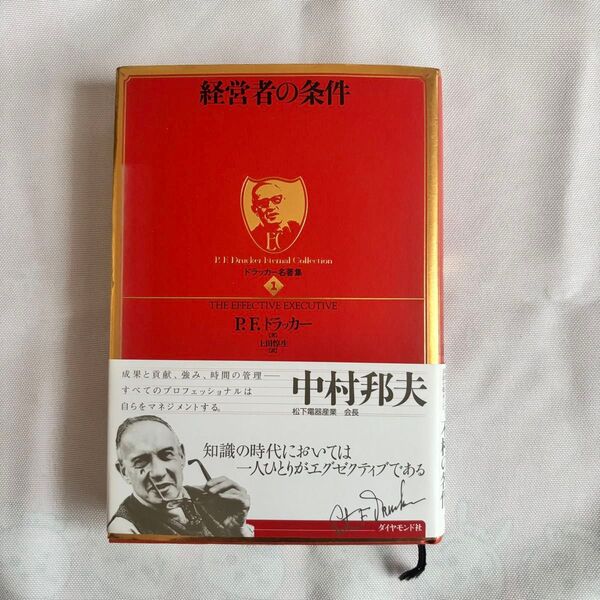 経営者の条件
EC
P. F. Drucker Eternal Collection
ドラッカー名著集
1
THE EFFECTIVE EXECUTIVE
P.F.ドラッカー
[著]
上田惇生
[訳]
成果と貢献、強み、時間の管理──
すべてのプロフェッショナルは
自らをマネジメントする。
中村邦夫
松下電器産業 会長
知識の時代においては
一人ひとりがエグゼクティブである
Peter F. Drucker
ダイヤモンド社